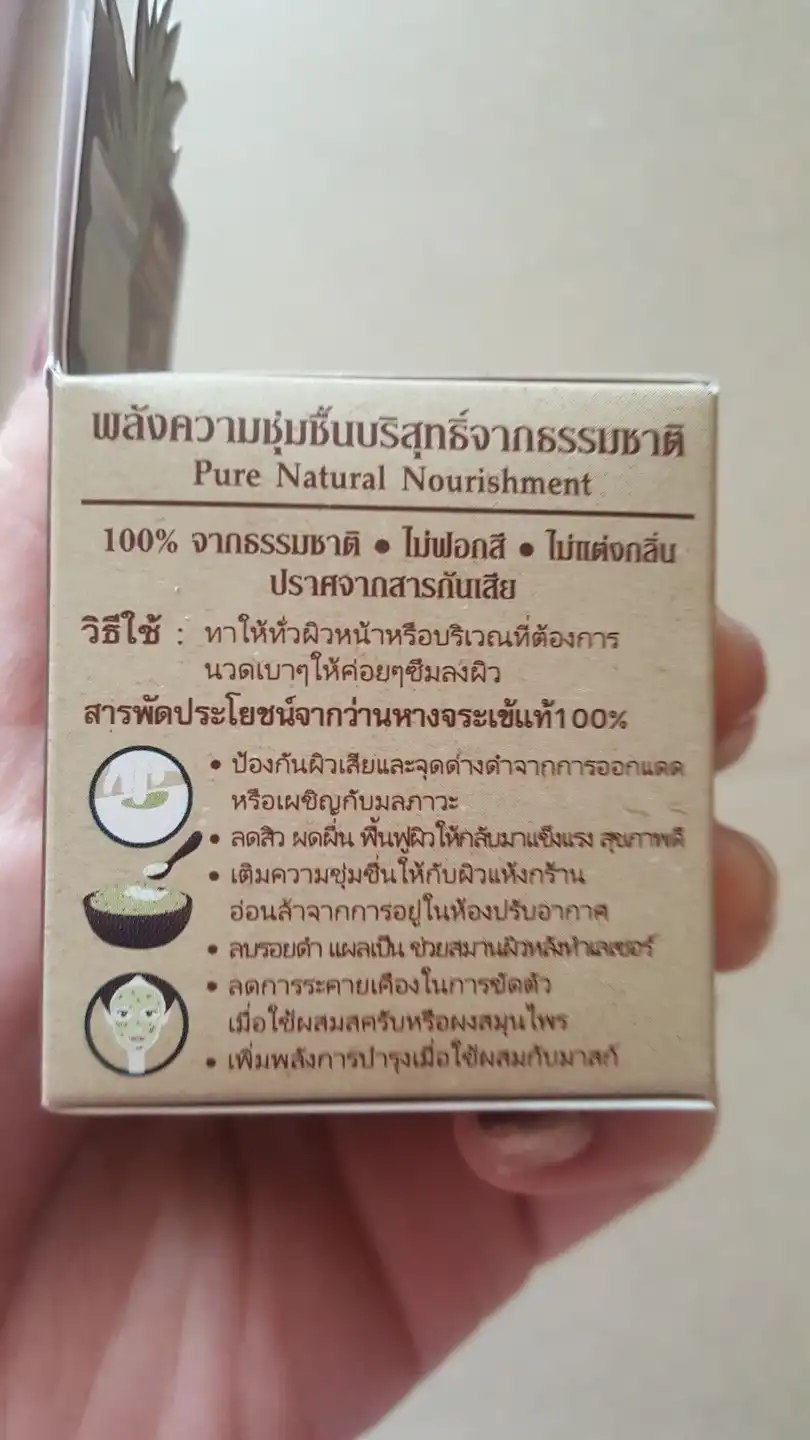 พลังความชุ่มชื้นบริสุทธิ์จากธรรมชาติ
Pure Natural Nourishment
100% จากธรรมชาติ • ไม่ฟอกสี • ไม่แต่งกลิ่น
ปราศจากสารกันเสีย
วิธีใช้ : ทาให้ทั่วผิวหน้าหรือบริเวณที่ต้องการ
นวดเบาๆให้ค่อยๆซึมลงผิว
สารพัดประโยชน์จากว่านหางจระเข้แท้100%
• ป้องกันผิวเสียและจุดด่างดำจากการออกแดด
หรือเผชิญกับมลภาวะ
• ลดสิว ผดผื่น ฟื้นฟูผิวให้กลับมาแข็งแรง สุขภาพดี
• เติมความชุ่มชื่นให้กับผิวแห้งกร้าน
อ่อนล้าจากการอยู่ในห้องปรับอากาศ
• ลบรอยดำ แผลเป็น ช่วยสมานผิวหลังทำเลเซอร์
• ลดการระคายเคืองในการขัดตัว
เมื่อใช้ผสมสครับหรือผงสมุนไพร
• เพิ่มพลังการบำรุงเมื่อใช้ผสมกับมาสก์